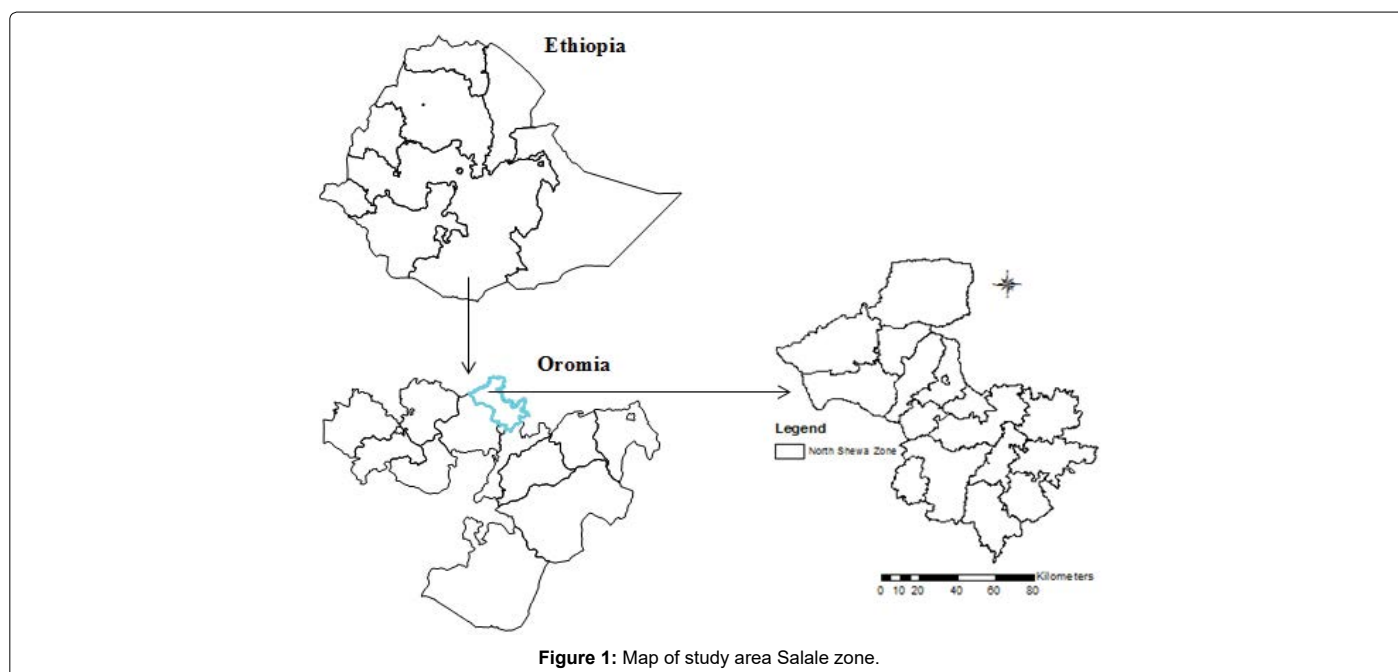 Ethiopia
Oromia
Legend
North Shewa Zone
Kilometers
0 10 20 40 60 80
Figure 1: Map of study area Salale zone.